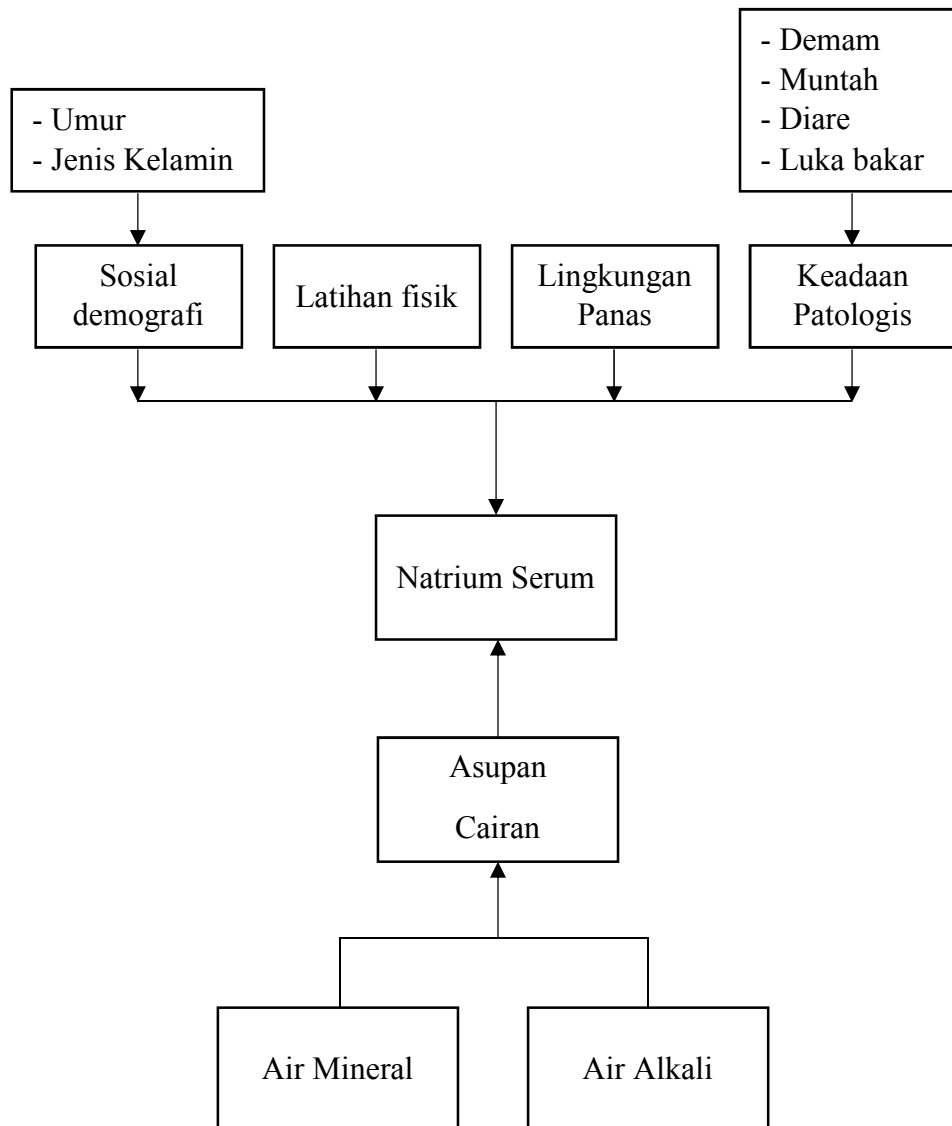 - Demam
- Muntah
- Diare
- Luka bakar
- Umur
- Jenis Kelamin
Sosial
demografi
Latihan fisik
Lingkungan
Panas
Keadaan
Patologis
Natrium Serum
Asupan
Cairan
Air Mineral
Air Alkali